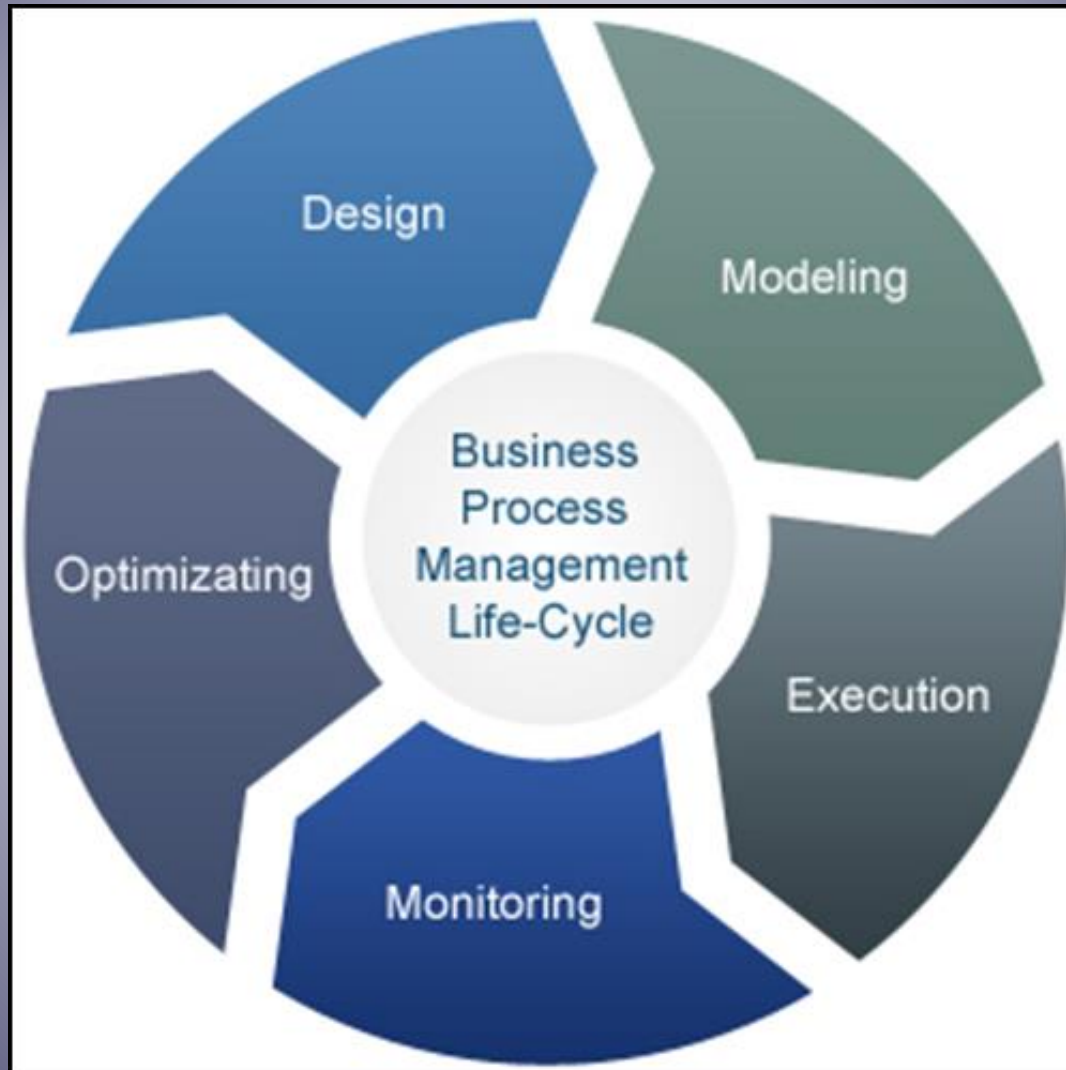 Design
Modeling
Business
Process
Management
Life-Cycle
Optimizating
Execution
Monitoring